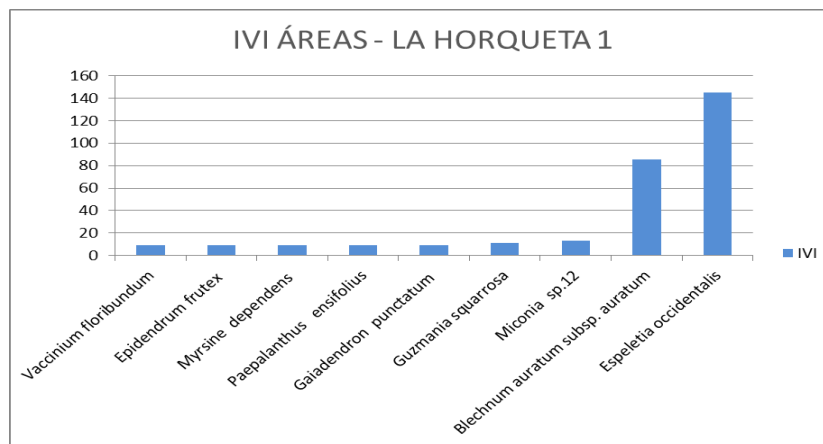 IVI ÁREAS - LA HORQUETA 1
160
140
120
100
80
60
40
20
0
IVI
Vaccinium floribundum
Epidendrum frutex
Myrsine dependens
Paepalanthus ensifolius
Gaiadendron punctatum
Guzmania squarrosa
Miconia sp.12
Blechnum auratum subsp. auratum
Espeletia occidentalis